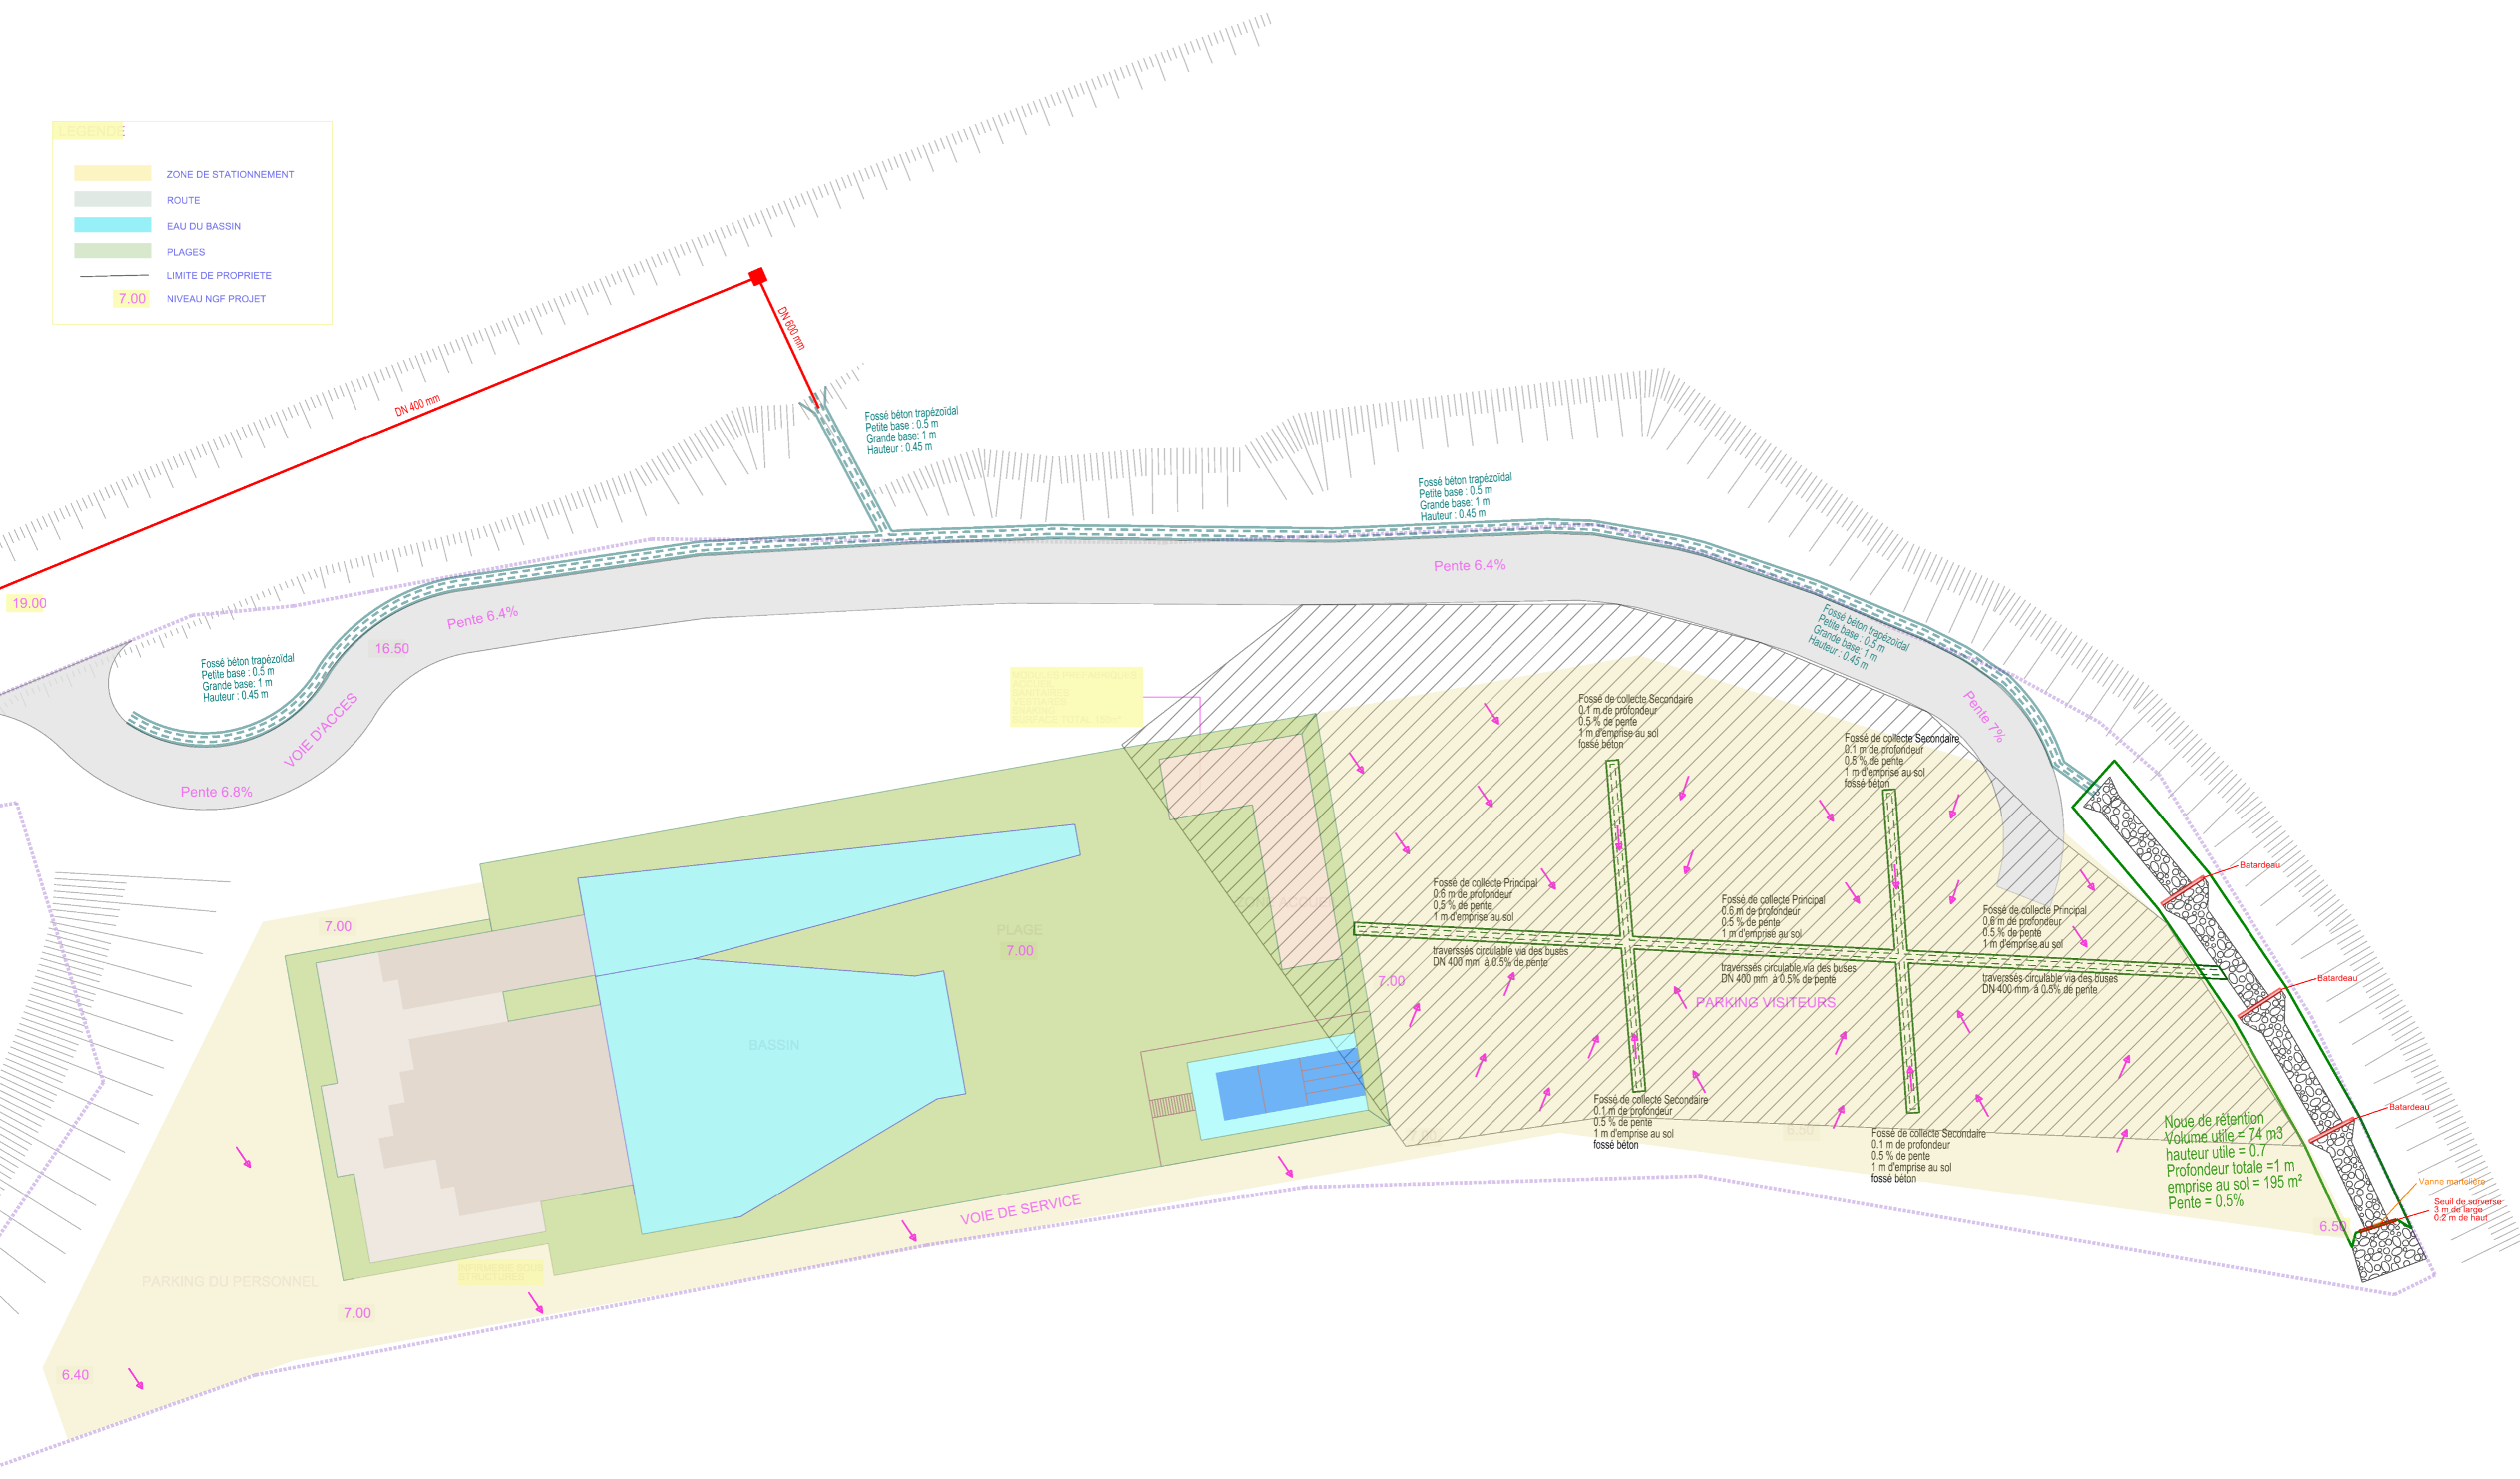 LEGENDE
ZONE DE STATIONNEMENT
ROUTE
EAU DU BASSIN
PLAGES
LIMITE DE PROPRIETE
7.00
NIVEAU NGF PROJET
DN 400 mm
DN 600 mm
Fossé béton trapézoïdal
Petite base : 0.5 m
Grande base: 1 m
Hauteur : 0.45 m
Fossé béton trapézoïdal
Petite base : 0.5 m
Grande base: 1 m
Hauteur : 0.45 m
Pente 6.4%
19.00
Pente 6.4%
16.50
Fossé béton trapézoïdal
Petite base : 0.5 m
Grande base: 1 m
Hauteur : 0.45 m
Fossé béton trapézoïdal
Petite base : 0.5 m
Grande base: 1 m
Hauteur : 0.45 m
VOIE D'ACCES
Pente 6.8%
Pente 7%
Fossé de collecte Secondaire
0.1 m de profondeur
0.5 % de pente
1 m d'emprise au sol
fossé béton
Fossé de collecte Secondaire
0.1 m de profondeur
0.5 % de pente
1 m d'emprise au sol
fossé béton
Batardeau
Fossé de collecte Principal
0.6 m de profondeur
0.5 % de pente
1 m d'emprise au sol
Fossé de collecte Principal
0.6 m de profondeur
0.5 % de pente
1 m d'emprise au sol
Fossé de collecte Principal
0.6 m de profondeur
0.5 % de pente
1 m d'emprise au sol
7.00
PLAGE
7.00
traverssés circulable via des buses
DN 400 mm à 0.5% de pente
traverssés circulable via des buses
DN 400 mm à 0.5% de pente
traverssés circulable via des buses
DN 400 mm à 0.5% de pente
7.00
PARKING VISITEURS
Batardeau
BASSIN
Fossé de collecte Secondaire
0.1 m de profondeur
0.5 % de pente
1 m d'emprise au sol
fossé béton
Fossé de collecte Secondaire
0.1 m de profondeur
0.5 % de pente
1 m d'emprise au sol
fossé béton
Batardeau
Noue de rétention
Volume utile = 74 m3
hauteur utile = 0.7
Profondeur totale =1 m
emprise au sol = 195 m²
Pente = 0.5%
Vanne martelière
Seuil de surverse
3 m de large
0.2 m de haut
6.50
VOIE DE SERVICE
PARKING DU PERSONNEL
7.00
6.40